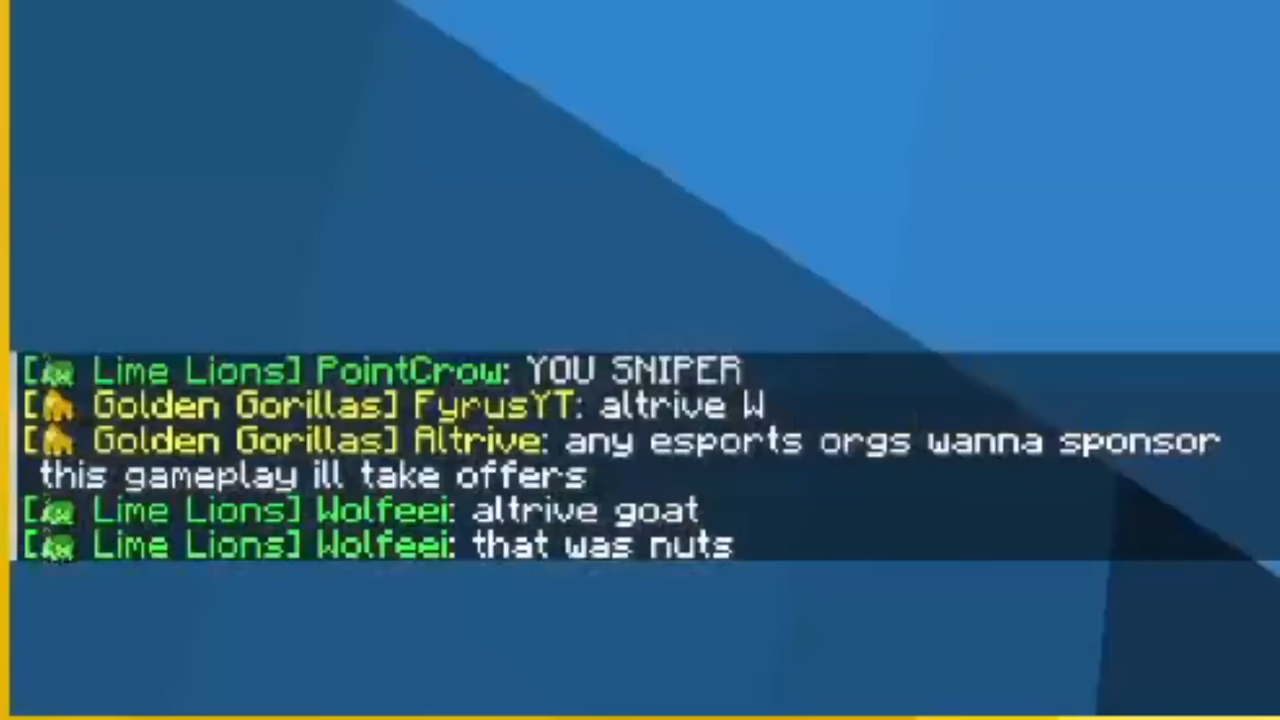 [Lime Lions] PointCrow: YOU SNIPER
[Golden Gorillas] FyrusYT: altrive W
[Golden Gorillas] Altrive: any esports orgs wanna sponsor
this gameplay ill take offers
[Lime Lions] Wolfeei: altrive goat
[Lime Lions] Wolfeei: that was nuts